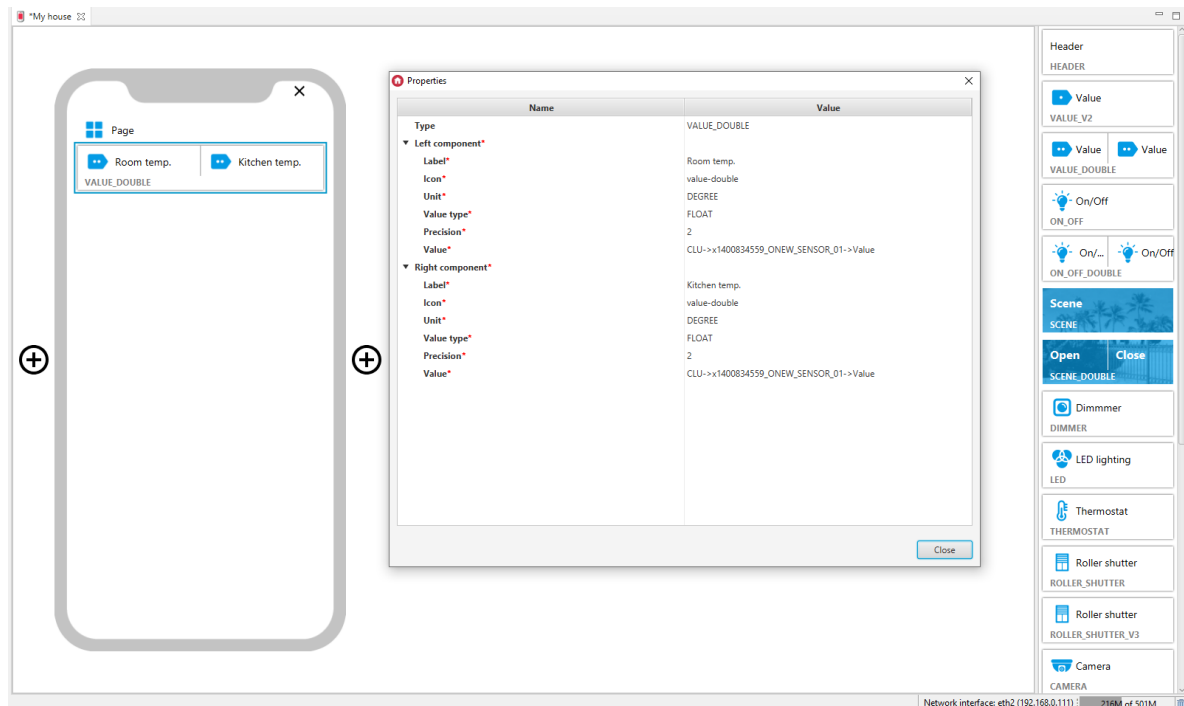 *My house
Page
Room temp.
Kitchen temp.
VALUE_DOUBLE
Properties
Name Value
Type VALUE_DOUBLE
Left component*
Label* Room temp.
Icon* value-double
Unit* DEGREE
Value type* FLOAT
Precision* 2
Value* CLU->x1400834559_ONEW_SENSOR_01->Value
Right component*
Label* Kitchen temp.
Icon* value-double
Unit* DEGREE
Value type* FLOAT
Precision* 2
Value* CLU->x1400834559_ONEW_SENSOR_01->Value
Close
Header
HEADER
Value
VALUE_V2
Value Value
VALUE_DOUBLE
On/Off
ON_OFF
On/... On/Off
ON_OFF_DOUBLE
Scene
SCENE
Open Close
SCENE_DOUBLE
Dimmmer
DIMMER
LED lighting
LED
Thermostat
THERMOSTAT
Roller shutter
ROLLER_SHUTTER
Roller shutter
ROLLER_SHUTTER_V3
Camera
CAMERA
Network interface: eth2 (192.168.0.111) 216M of 501M